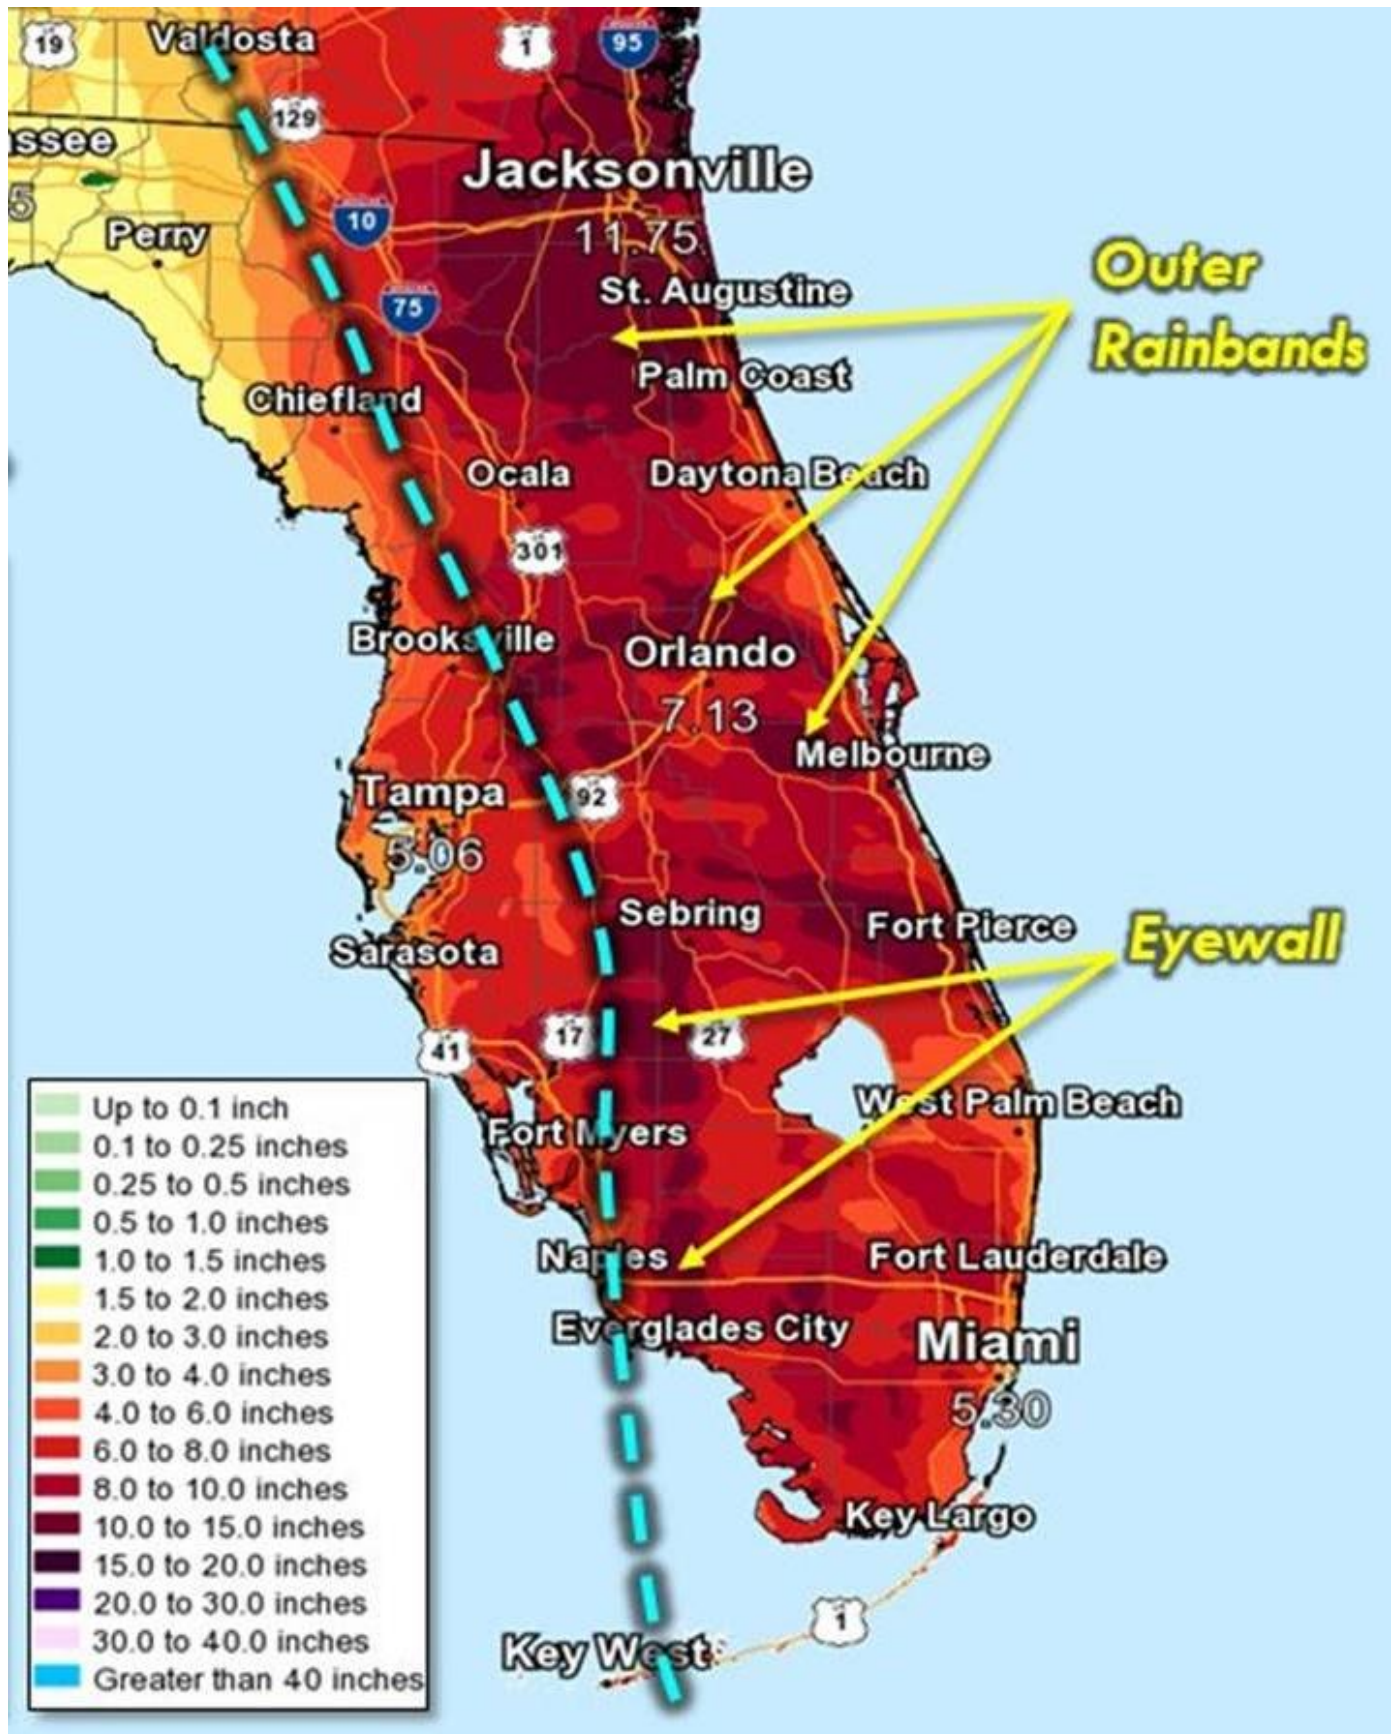 19
Valdosta
1
95
129
ssee
Jacksonville
5
10
Perry
11.75
St. Augustine
75
Palm Coast
Chiefland
Outer
Rainbands
Ocala
Daytona Beach
301
Brooksville
Orlando
7.13
Melbourne
Tampa
92
5.06
Sebring
Fort Pierce
Eyewall
Sarasota
17
27
41
West Palm Beach
Fort Myers
Naples
Fort Lauderdale
Everglades City
Miami
5.30
Key Largo
1
Key West
Up to 0.1 inch
0.1 to 0.25 inches
0.25 to 0.5 inches
0.5 to 1.0 inches
1.0 to 1.5 inches
1.5 to 2.0 inches
2.0 to 3.0 inches
3.0 to 4.0 inches
4.0 to 6.0 inches
6.0 to 8.0 inches
8.0 to 10.0 inches
10.0 to 15.0 inches
15.0 to 20.0 inches
20.0 to 30.0 inches
30.0 to 40.0 inches
Greater than 40 inches